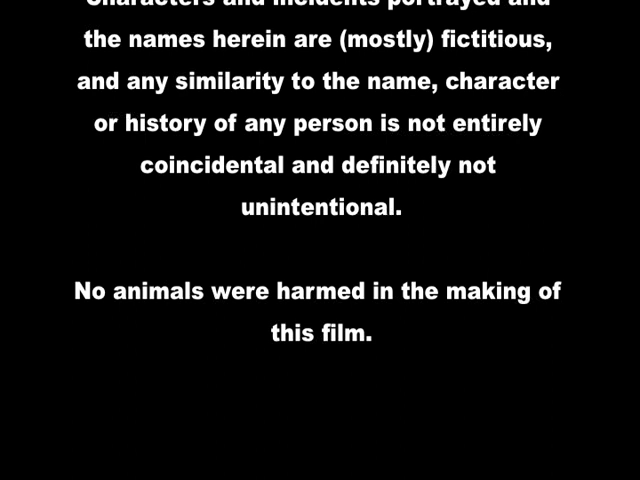 Characters and incidents portrayed and
the names herein are (mostly) fictitious,
and any similarity to the name, character
or history of any person is not entirely
coincidental and definitely not
unintentional.
No animals were harmed in the making of
this film.